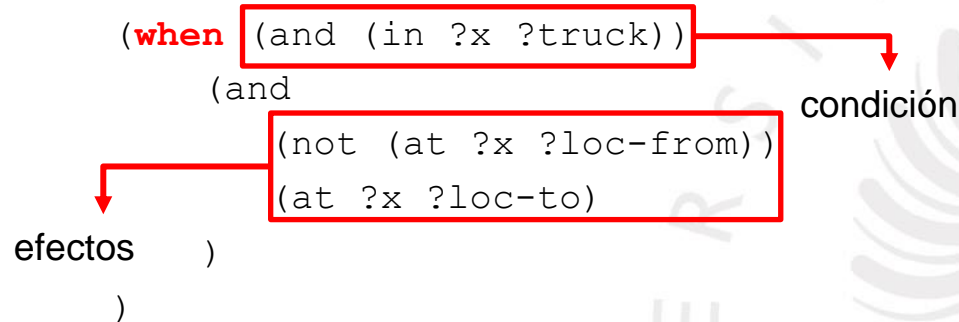 (when (and (in ?x ?truck))
(and
condición
(not (at ?x ?loc-from))
(at ?x ?loc-to)
efectos )
)
E R S I